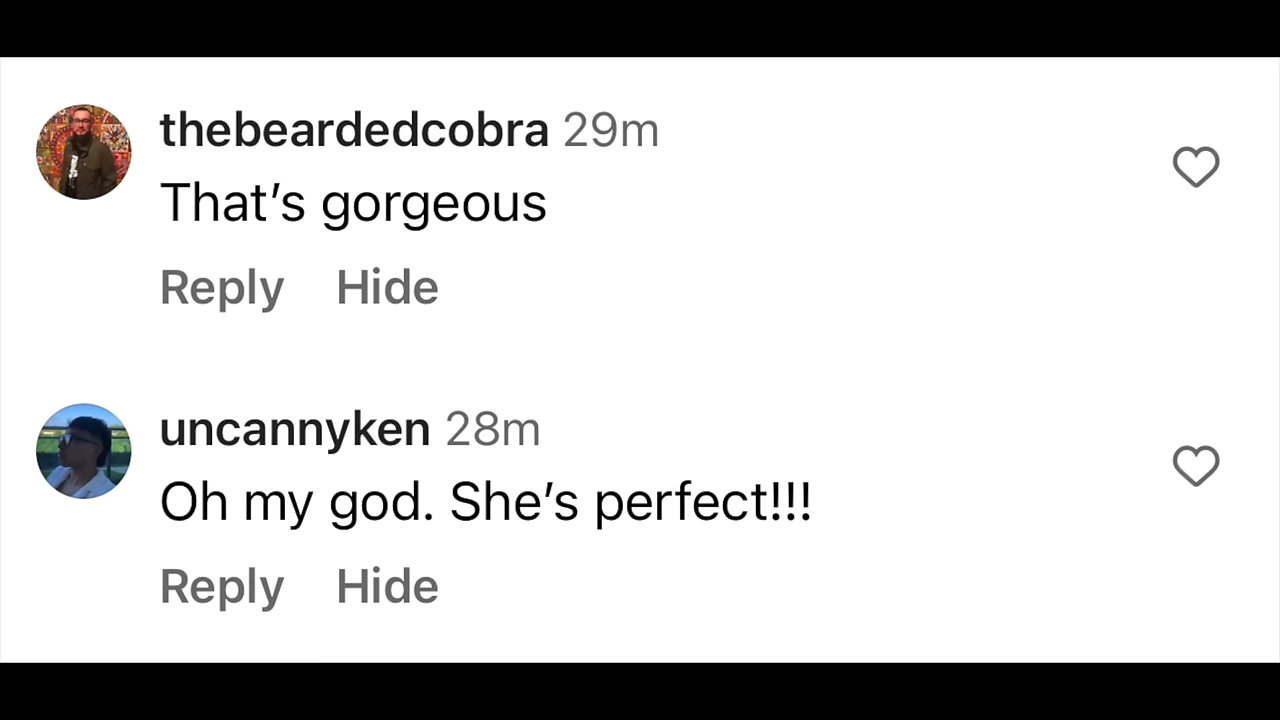 thebeardedcobra 29m
That’s gorgeous
Reply Hide
uncannyken 28m
Oh my god. She’s perfect!!!
Reply Hide